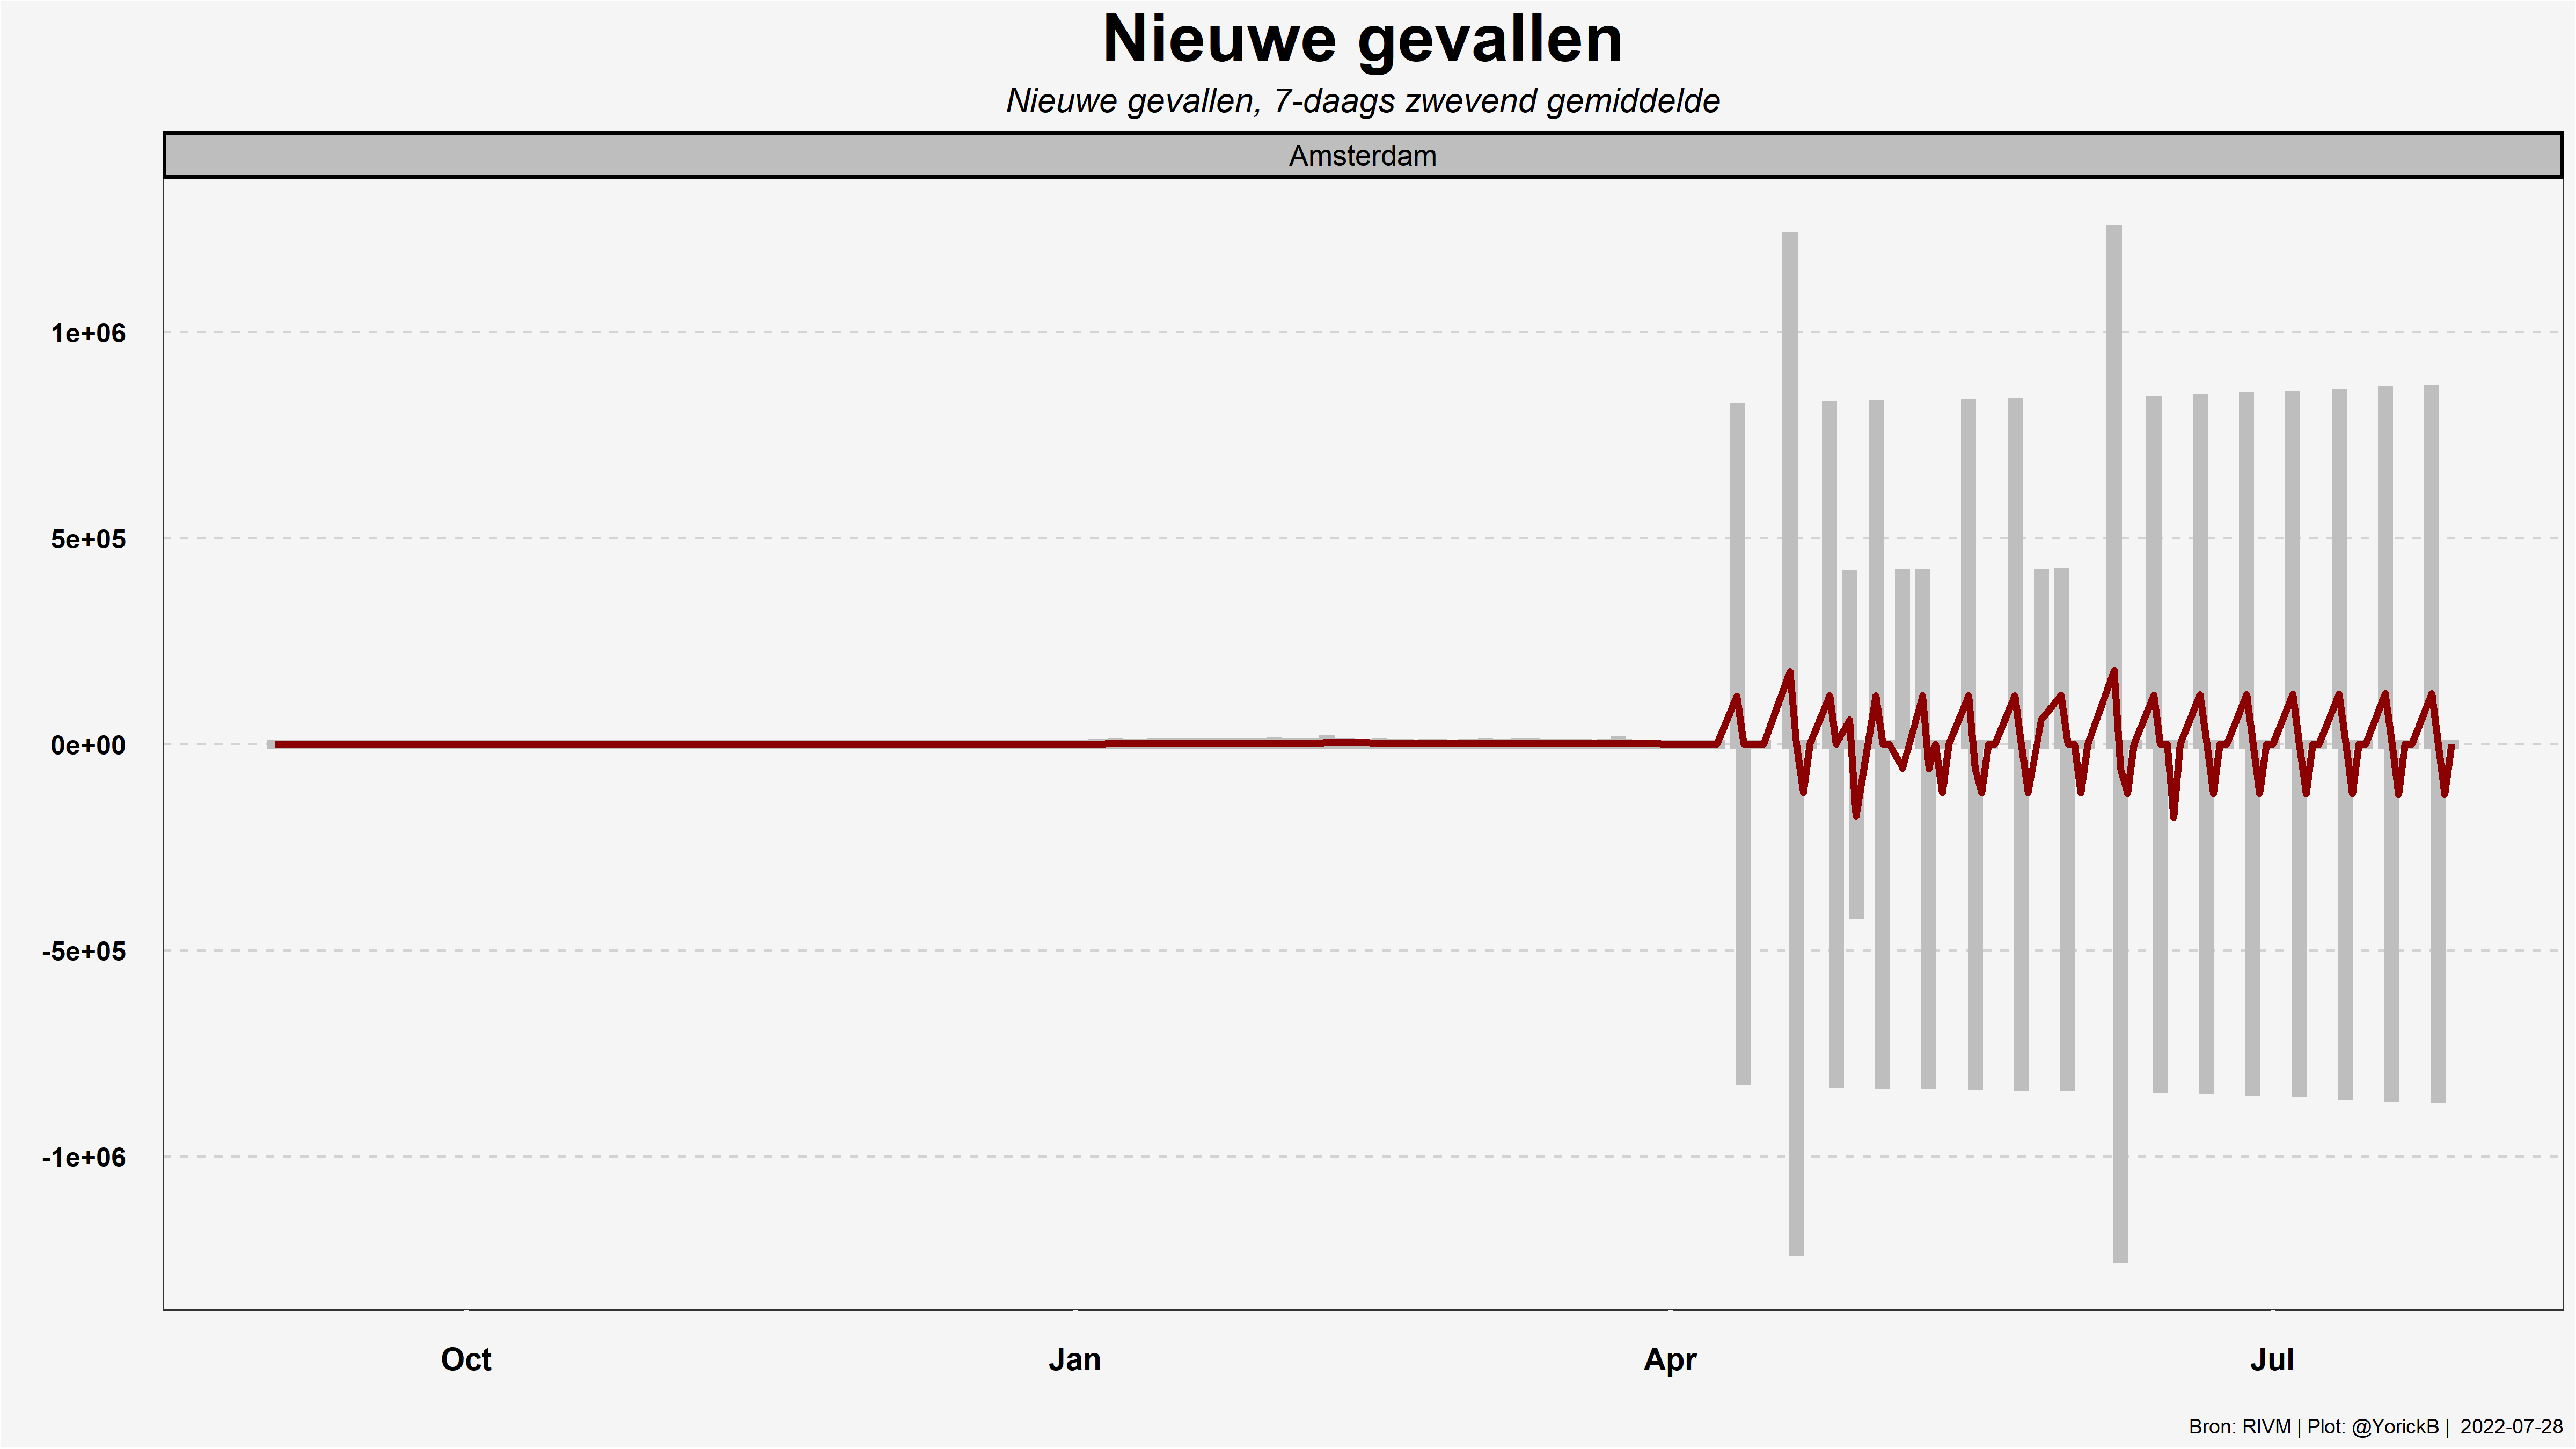 Nieuwe gevallen
Nieuwe gevallen, 7-daags zwevend gemiddelde
Amsterdam
1e+06
5e+05
0e+00
-5e+05
-1e+06
Oct Jan Apr Jul
Bron: RIVM | Plot: @YorickB | 2022-07-28